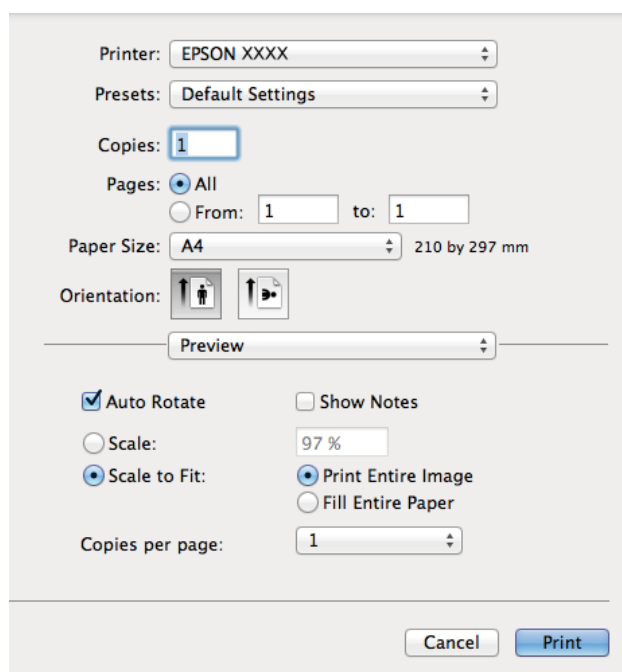 Printer: EPSON XXXX
Presets: Default Settings
Copies: 1
Pages: All
From: 1 to: 1
Paper Size: A4 210 by 297 mm
Orientation:
Preview
Auto Rotate Show Notes
Scale: 97 %
Scale to Fit: Print Entire Image
Fill Entire Paper
Copies per page: 1
Cancel Print